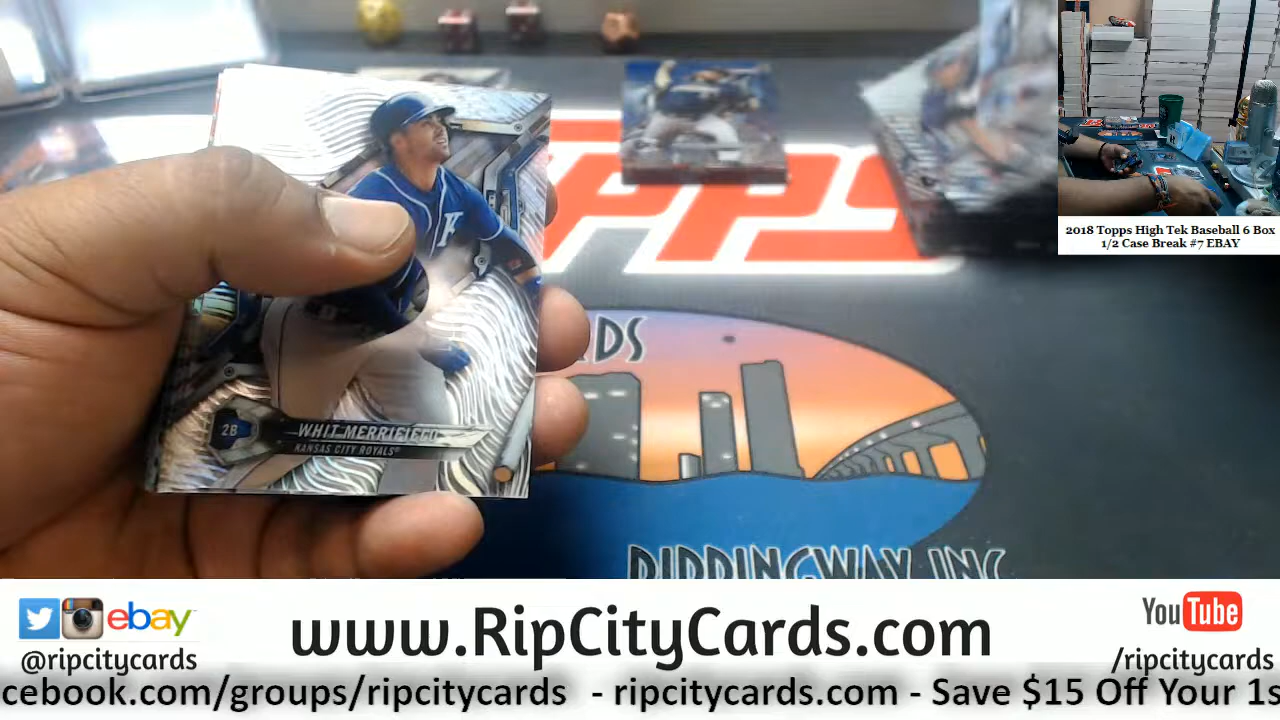 2B
WHIT MERRIFIELD
KANSAS CITY ROYALS®
K
RDS
RIPPINGWAY INC
2018 Topps High Tek Baseball 6 Box
1/2 Case Break #7 EBAY
ebay
@ripcitycards
www.RipCityCards.com
YouTube
/ripcitycards
cebook.com/groups/ripcitycards - ripcitycards.com - Save $15 Off Your 1s